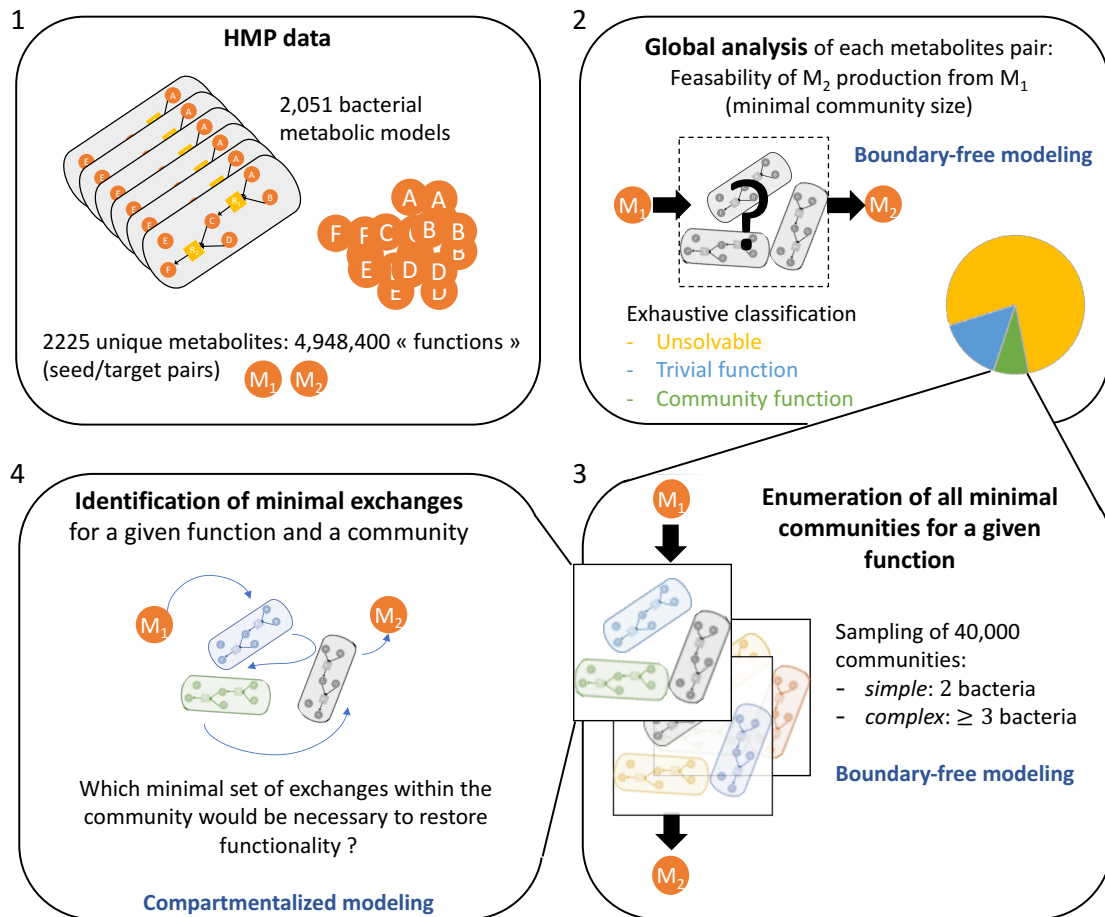 1
HMP data
2,051 bacterial
metabolic models
A
A
A
A
A
A
E
E
E
E
E
R1
B
C
D
E
R2
F
A A
F F C C B B
B
E D D
E D
2225 unique metabolites: 4,948,400 « functions »
(seed/target pairs) M1 M2
2
Global analysis of each metabolites pair:
Feasability of M2 production from M1
(minimal community size)
Boundary-free modeling
M1 ? M2
Exhaustive classification
- Unsolvable
- Trivial function
- Community function
3
M1
Enumeration of all minimal
communities for a given
function
Sampling of 40,000
communities:
- simple: 2 bacteria
- complex: ≥ 3 bacteria
Boundary-free modeling
M2
4
Identification of minimal exchanges
for a given function and a community
M1
M2
Which minimal set of exchanges within the
community would be necessary to restore
functionality ?
Compartmentalized modeling